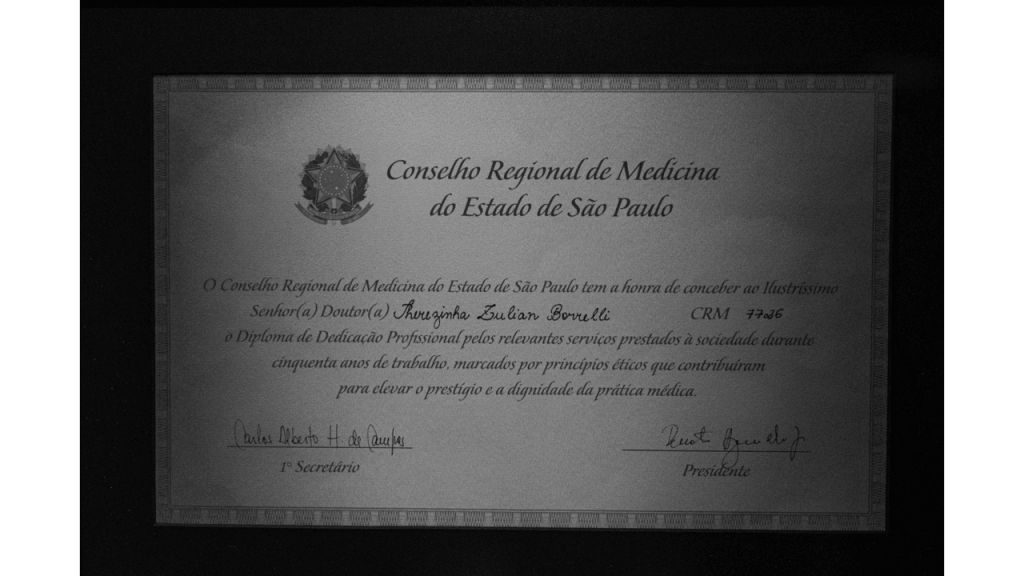 Conselho Regional de Medicina
do Estado de São Paulo
O Conselho Regional de Medicina do Estado de São Paulo tem a honra de conceber ao Ilustríssimo
Senhor(a) Doutor(a) Therezinha Zulian Borrelli CRM 7726
o Diploma de Dedicação Profissional pelos relevantes serviços prestados à sociedade durante
cinquenta anos de trabalho, marcados por princípios éticos que contribuíram
para elevar o prestígio e a dignidade da prática médica.
Carlos Alberto H. de Campos
1º Secretário
Presidente